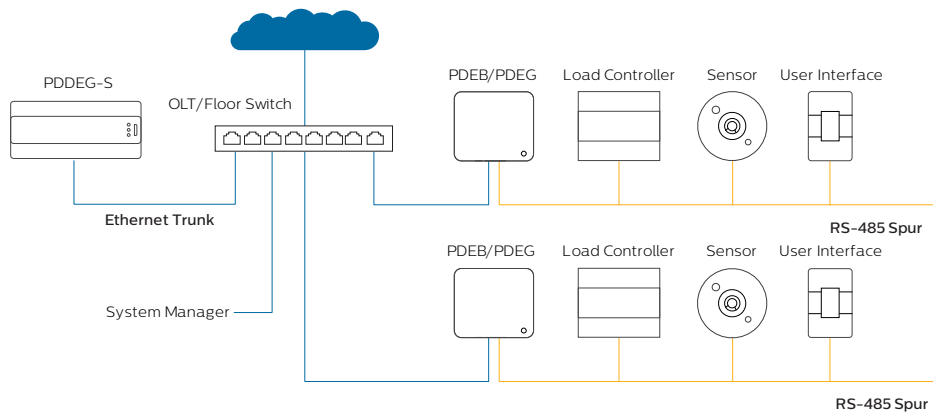 PDDEG-S
OLT/Floor Switch
PDEB/PDEG
Load Controller
Sensor
User Interface
Ethernet Trunk
RS-485 Spur
PDEB/PDEG
Load Controller
Sensor
User Interface
System Manager
RS-485 Spur